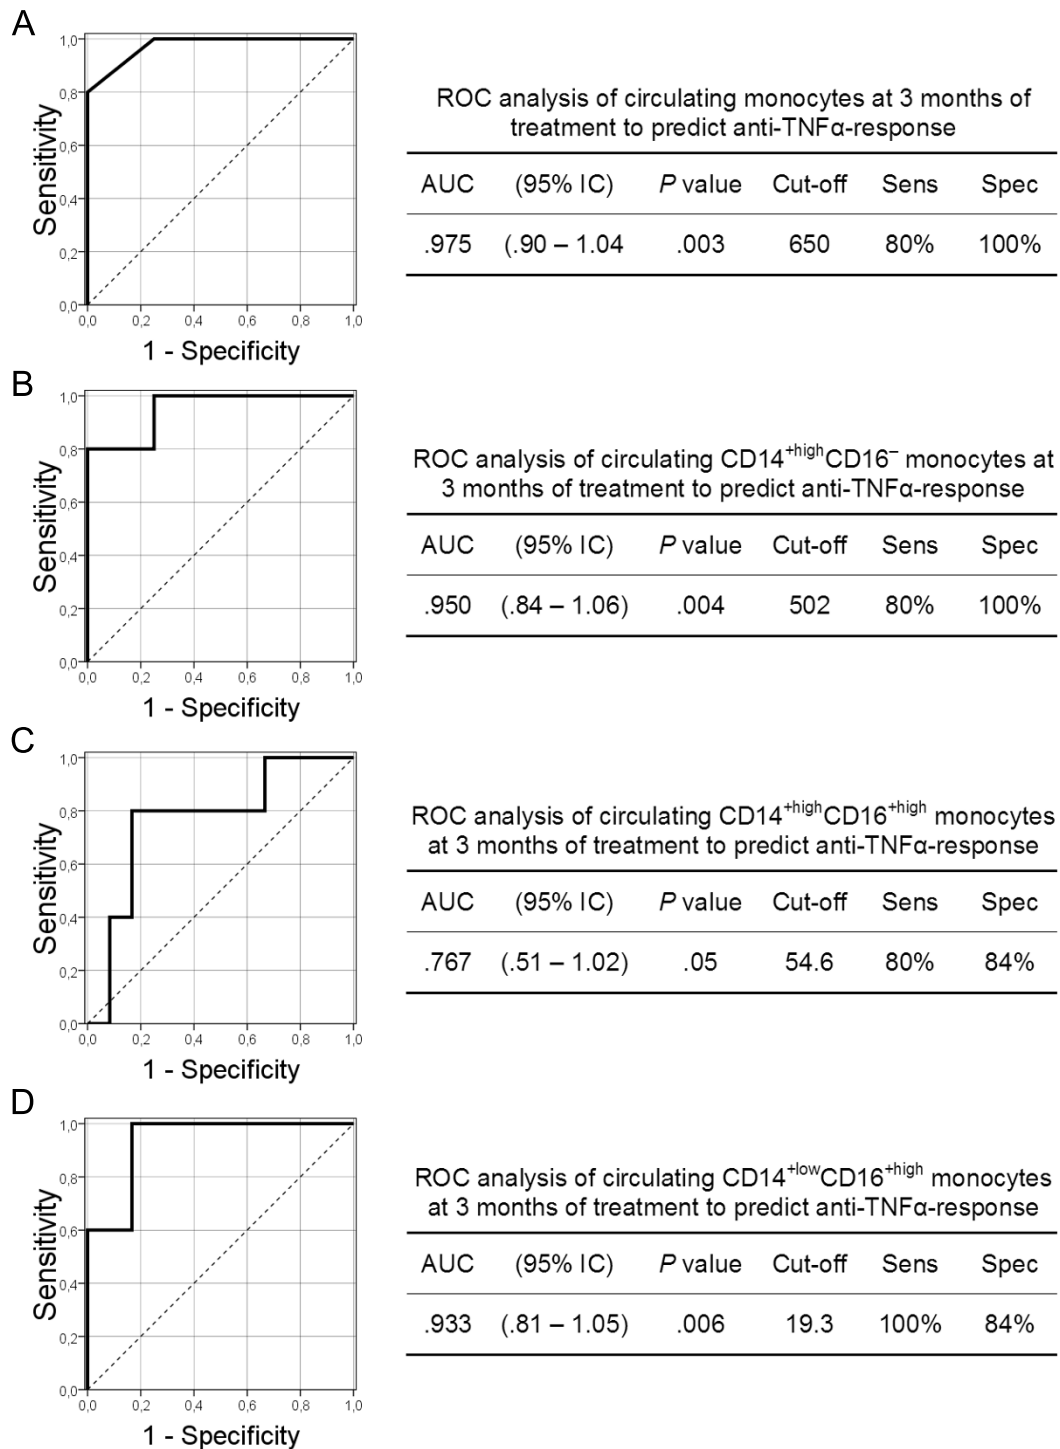 A
1,0
0,8
0,6
0,4
0,2
0,0
Sensitivity
0,0 0,2 0,4 0,6 0,8 1,0
1 - Specificity
ROC analysis of circulating monocytes at 3 months of
treatment to predict anti-TNFα-response
AUC (95% IC) P value Cut-off Sens Spec
.975 (.90 – 1.04 .003 650 80% 100%
B
1,0
0,8
0,6
0,4
0,2
0,0
Sensitivity
0,0 0,2 0,4 0,6 0,8 1,0
1 - Specificity
ROC analysis of circulating CD14+highCD16– monocytes at
3 months of treatment to predict anti-TNFα-response
AUC (95% IC) P value Cut-off Sens Spec
.950 (.84 – 1.06) .004 502 80% 100%
C
1,0
0,8
0,6
0,4
0,2
0,0
Sensitivity
0,0 0,2 0,4 0,6 0,8 1,0
1 - Specificity
ROC analysis of circulating CD14+highCD16+high monocytes
at 3 months of treatment to predict anti-TNFα-response
AUC (95% IC) P value Cut-off Sens Spec
.767 (.51 – 1.02) .05 54.6 80% 84%
D
1,0
0,8
0,6
0,4
0,2
0,0
Sensitivity
0,0 0,2 0,4 0,6 0,8 1,0
1 - Specificity
ROC analysis of circulating CD14+lowCD16+high monocytes
at 3 months of treatment to predict anti-TNFα-response
AUC (95% IC) P value Cut-off Sens Spec
.933 (.81 – 1.05) .006 19.3 100% 84%